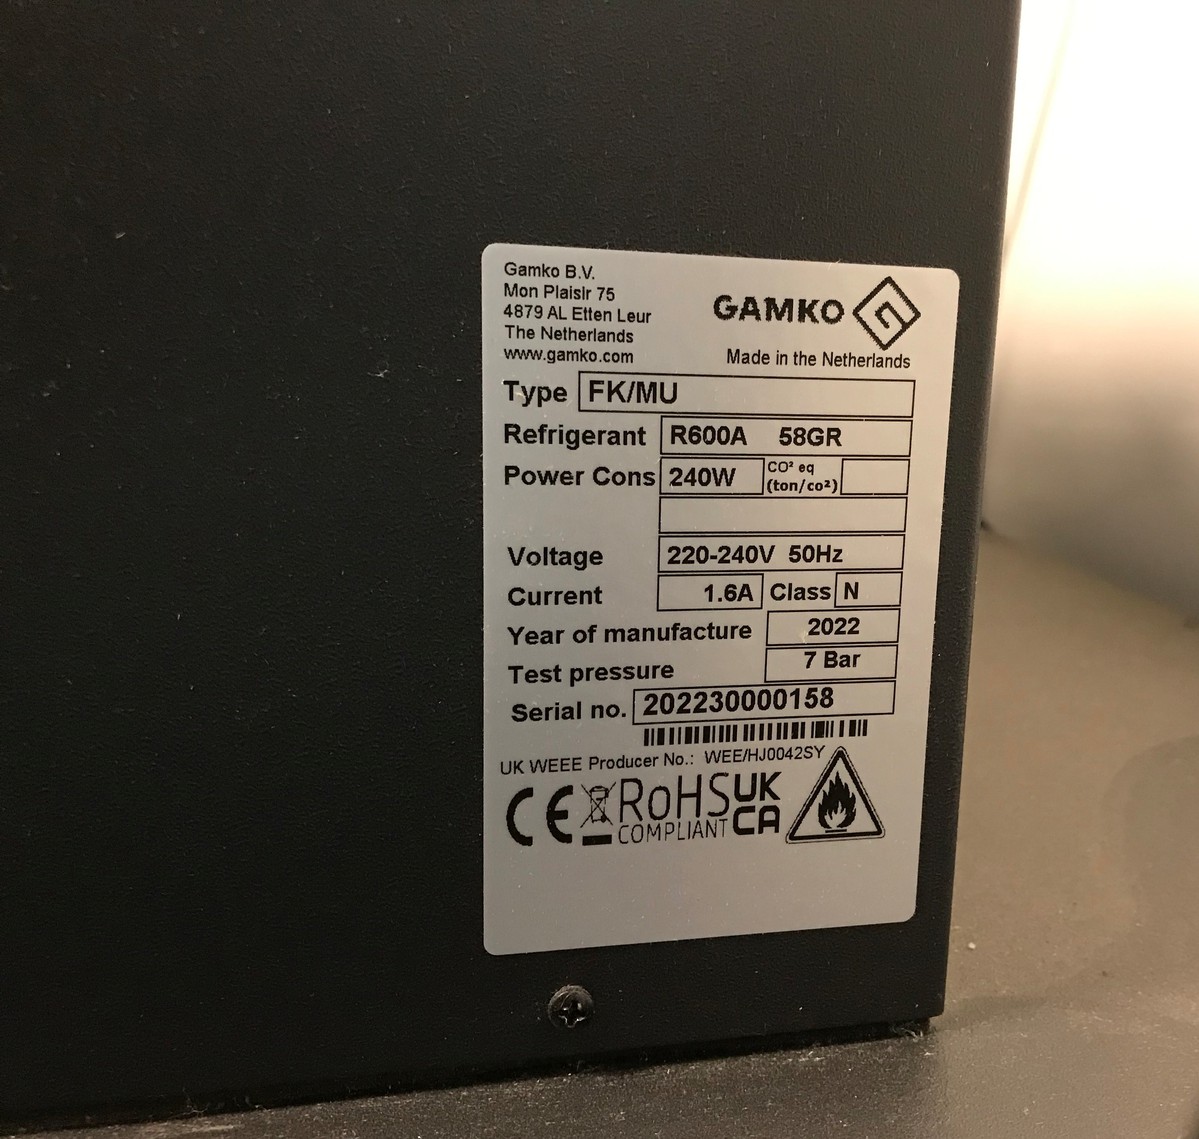 Gamko B.V.
Mon Plaisir 75
4879 AL Etten Leur
The Netherlands
www.gamko.com
GAMKO
Made in the Netherlands
Type FK/MU
Refrigerant R600A 58GR
Power Cons 240W CO² eq (ton/co²)
Voltage 220-240V 50Hz
Current 1.6A Class N
Year of manufacture 2022
Test pressure 7 Bar
Serial no. 202230000158
UK WEEE Producer No.: WEE/HJ0042SY
CE RoHS COMPLIANT UK CA